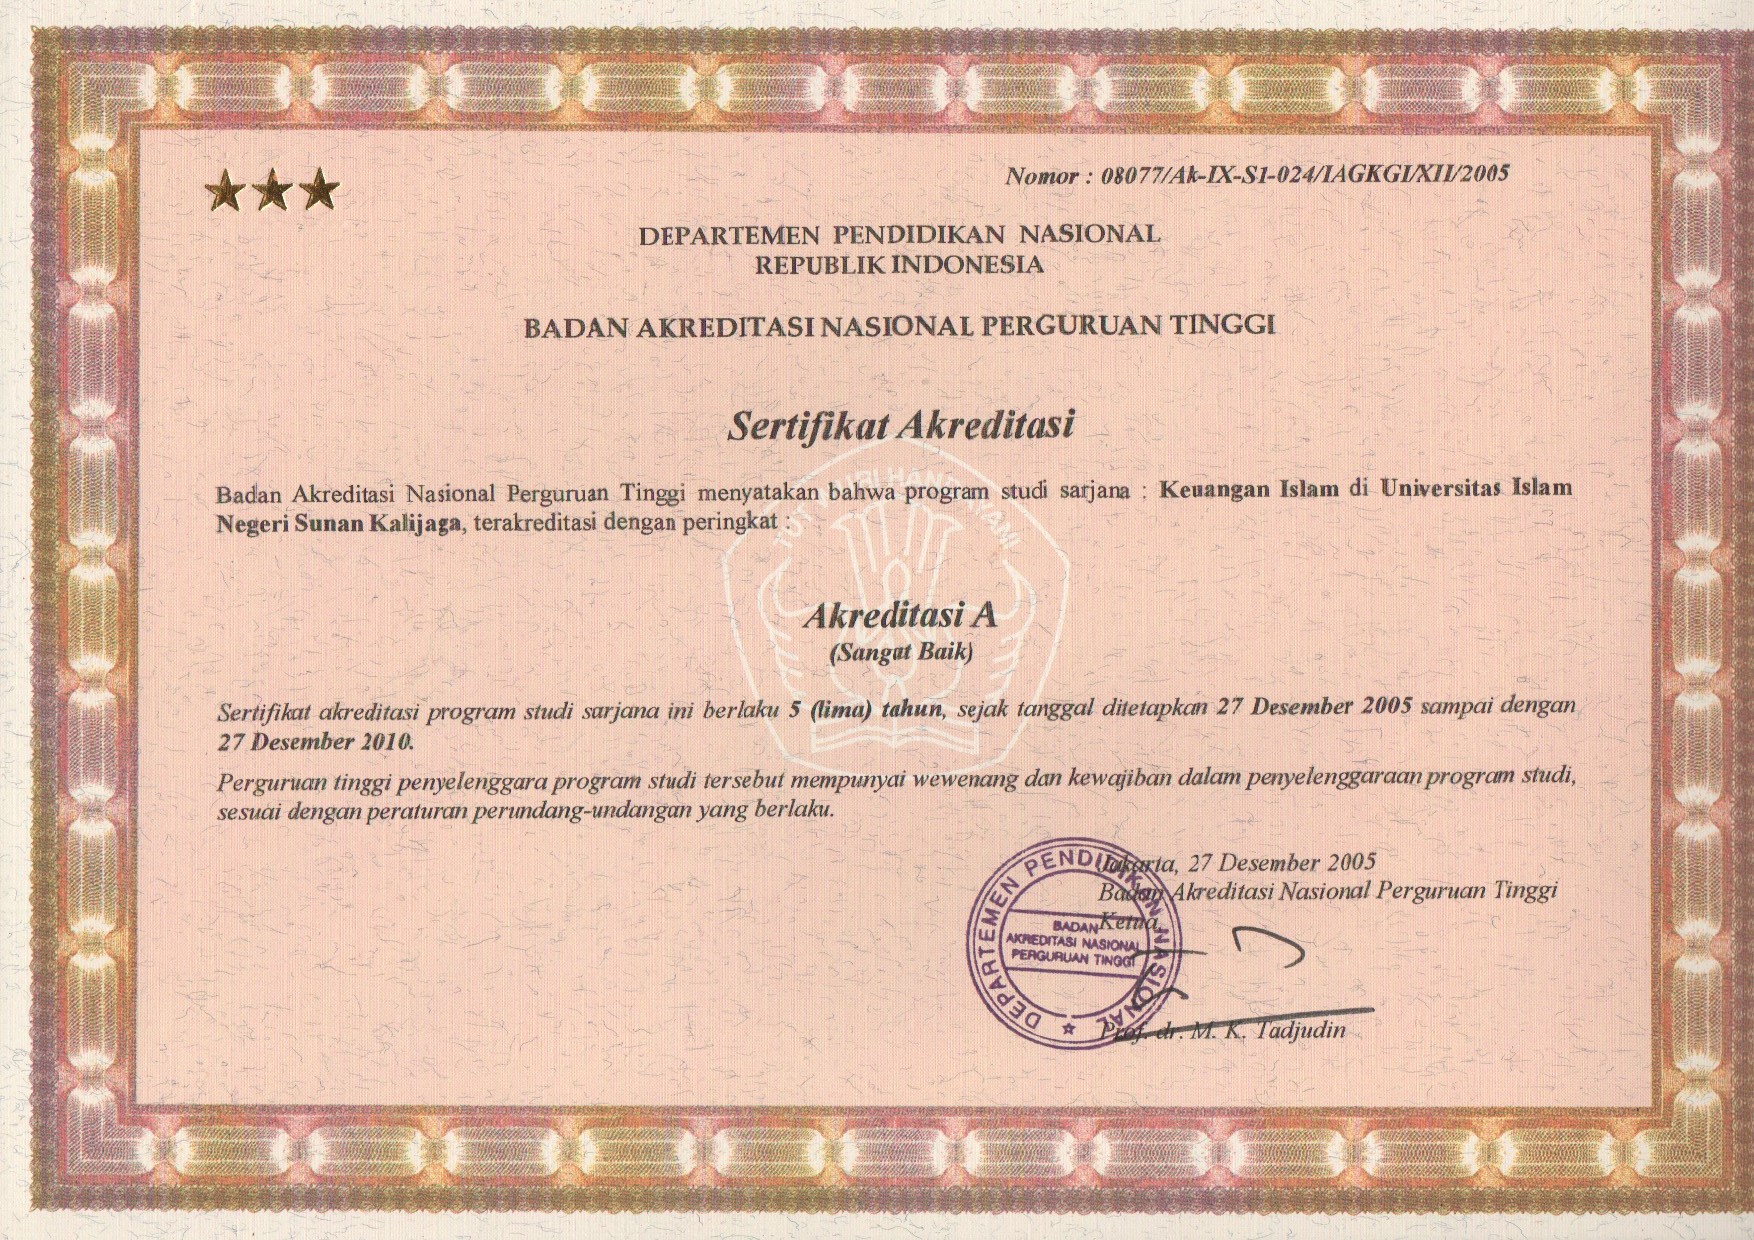 Nomor : 08077/Ak-IX-S1-024/IAGKGI/XII/2005
DEPARTEMEN PENDIDIKAN NASIONAL
REPUBLIK INDONESIA
BADAN AKREDITASI NASIONAL PERGURUAN TINGGI
Sertifikat Akreditasi
Badan Akreditasi Nasional Perguruan Tinggi menyatakan bahwa program studi sarjana : Keuangan Islam di Universitas Islam
Negeri Sunan Kalijaga, terakreditasi dengan peringkat :
Akreditasi A
(Sangat Baik)
Sertifikat akreditasi program studi sarjana ini berlaku 5 (lima) tahun, sejak tanggal ditetapkan 27 Desember 2005 sampai dengan
27 Desember 2010.
Perguruan tinggi penyelenggara program studi tersebut mempunyai wewenang dan kewajiban dalam penyelenggaraan program studi,
sesuai dengan peraturan perundang-undangan yang berlaku.
Jakarta, 27 Desember 2005
Badan Akreditasi Nasional Perguruan Tinggi
Ketua,
Prof. dr. M. K. Tadjudin
DEPARTEMEN PENDIDIKAN NASIONAL
BADAN
AKREDITASI NASIONAL
PERGURUAN TINGGI